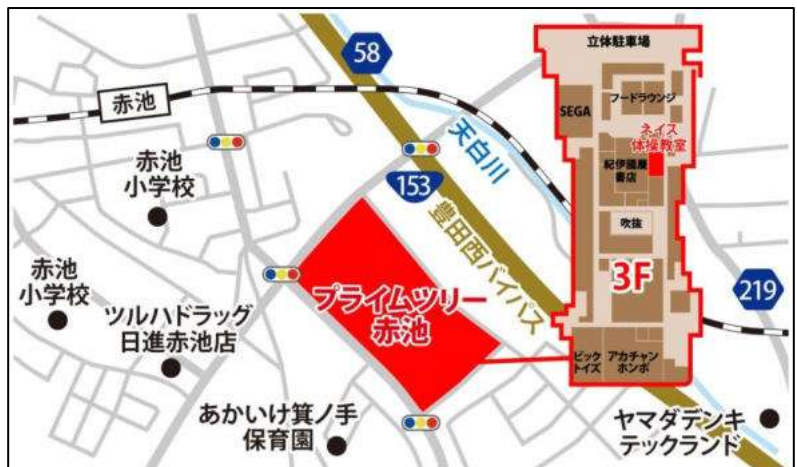 58
立体駐車場
フードラウンジ
SEGA
ネイス
体操教室
赤池
天白川
紀伊國屋
書店
赤池
小学校
153
吹抜
豊田西バイパス
3F
219
赤池
小学校
プライムツリー
赤池
ツルハドラッグ
日進赤池店
ビック
トイズ
アカチャン
ホンポ
あかいけ箕ノ手
保育園
ヤマダデンキ
テックランド